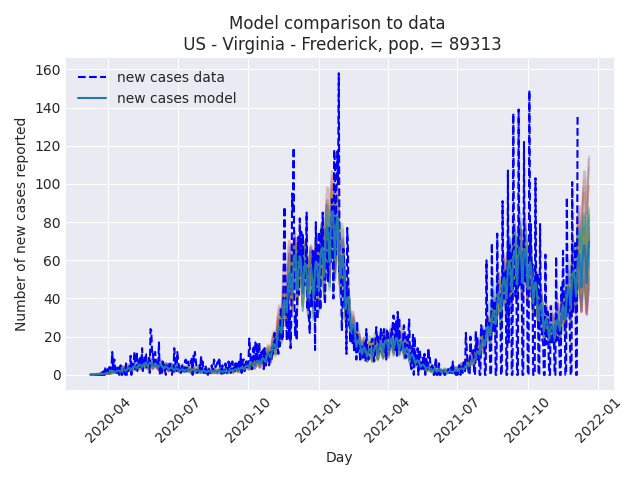 Model comparison to data
US - Virginia - Frederick, pop. = 89313
new cases data
new cases model
Number of new cases reported
160
140
120
100
80
60
40
20
0
2020-04
2020-07
2020-10
2021-01
2021-04
2021-07
2021-10
2022-01
Day